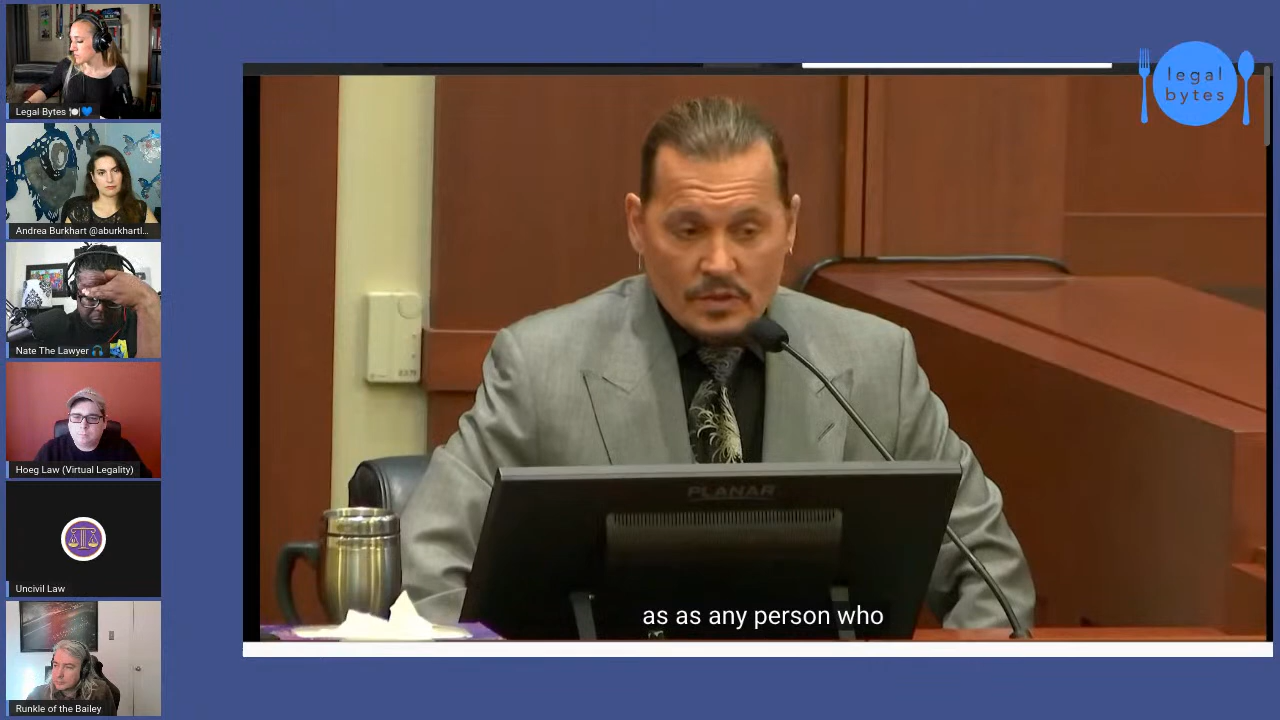 Legal Bytes 🍽️💙
Andrea Burkhart @aburkhartl...
Nate The Lawyer
Hoeg Law (Virtual Legality)
Uncivil Law
Runkle of the Bailey
legal
bytes
PLANAR
as as any person who